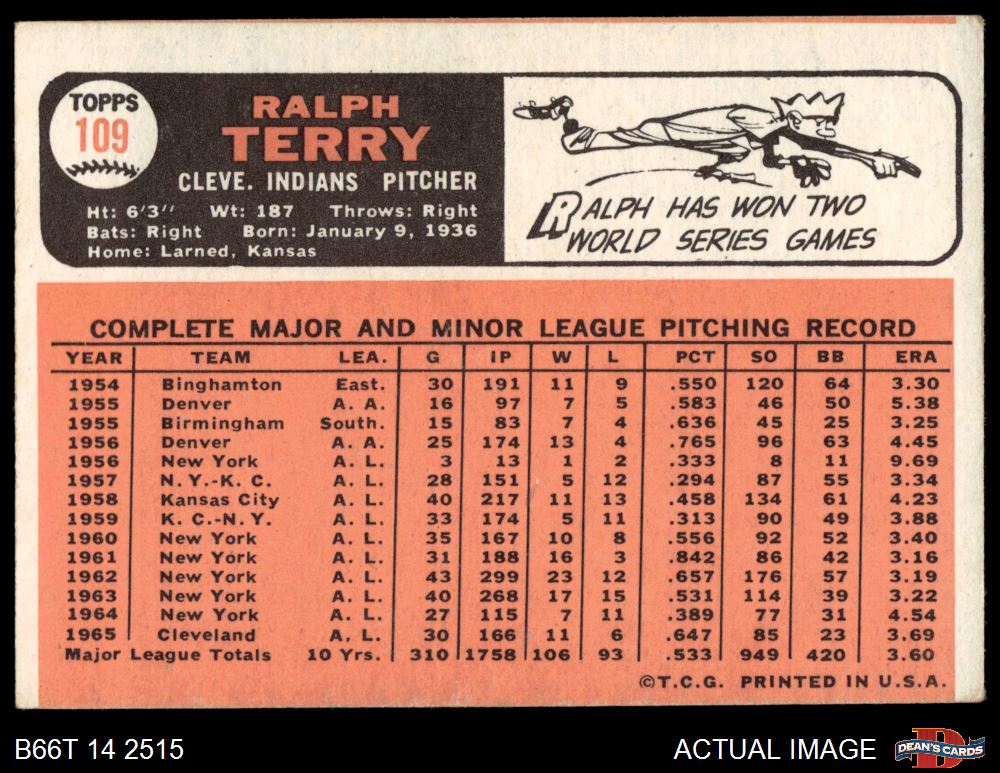 TOPPS
109
RALPH
TERRY
CLEVE. INDIANS PITCHER
Ht: 6'3" Wt: 187 Throws: Right
Bats: Right Born: January 9, 1936
Home: Larned, Kansas
RALPH HAS WON TWO
WORLD SERIES GAMES
COMPLETE MAJOR AND MINOR LEAGUE PITCHING RECORD
YEAR TEAM LEA. G IP W L PCT SO BB ERA
1954 Binghamton East. 30 191 11 9 .550 120 64 3.30
1955 Denver A. A. 16 97 7 5 .583 46 50 5.38
1955 Birmingham South. 15 83 7 4 .636 45 25 3.25
1956 Denver A. A. 25 174 13 4 .765 96 63 4.45
1956 New York A. L. 3 13 1 2 .333 8 11 9.69
1957 N. Y.-K. C. A. L. 28 151 5 12 .294 87 55 3.34
1958 Kansas City A. L. 40 217 11 13 .458 134 61 4.23
1959 K. C.-N. Y. A. L. 33 174 5 11 .313 90 49 3.88
1960 New York A. L. 35 167 10 8 .556 92 52 3.40
1961 New York A. L. 31 188 16 3 .842 86 42 3.16
1962 New York A. L. 43 299 23 12 .657 176 57 3.19
1963 New York A. L. 40 268 17 15 .531 114 39 3.22
1964 New York A. L. 27 115 7 11 .389 77 31 4.54
1965 Cleveland A. L. 30 166 11 6 .647 85 23 3.69
Major League Totals 10 Yrs. 310 1758 106 93 .533 949 420 3.60
©T.C.G. PRINTED IN U.S.A.
B66T 14 2515
ACTUAL IMAGE
D
DEAN'S CARDS